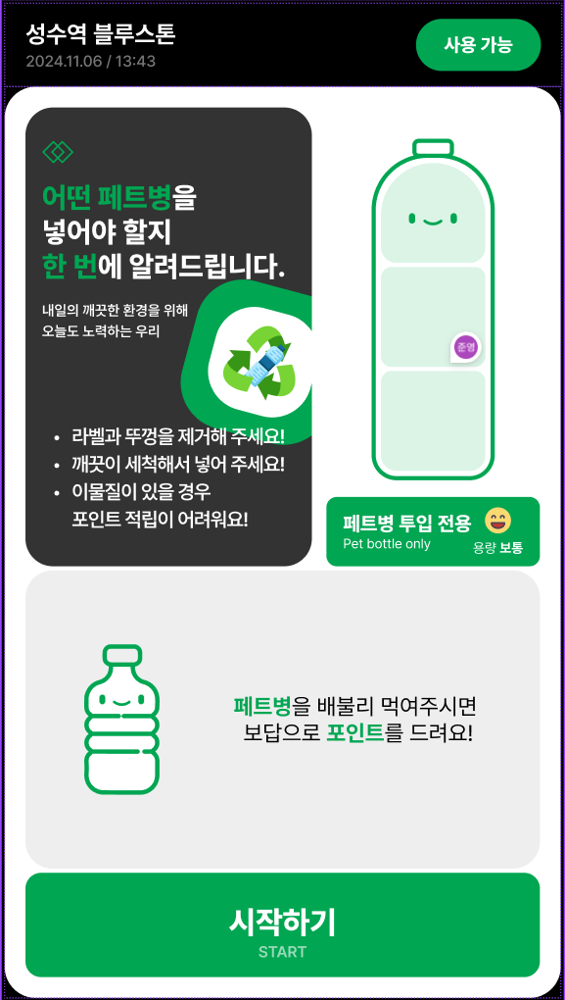 성수역 블루스톤
2024.11.06 / 13:43
사용 가능
어떤 페트병을
넣어야 할지
한 번에 알려드립니다.
내일의 깨끗한 환경을 위해
오늘도 노력하는 우리
• 라벨과 뚜껑을 제거해 주세요!
• 깨끗이 세척해서 넣어 주세요!
• 이물질이 있을 경우
포인트 적립이 어려워요!
준영
페트병 투입 전용
Pet bottle only
용량 보통
페트병을 배불리 먹여주시면
보답으로 포인트를 드려요!
시작하기
START